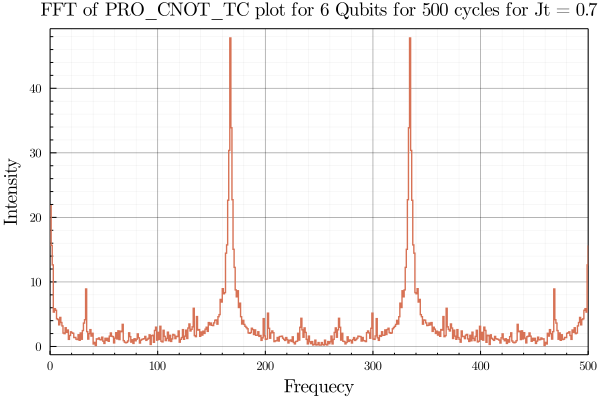 FFT of PRO_CNOT_TC plot for 6 Qubits for 500 cycles for Jt = 0.7
Intensity
40
30
20
10
0
0 100 200 300 400 500
Frequecy